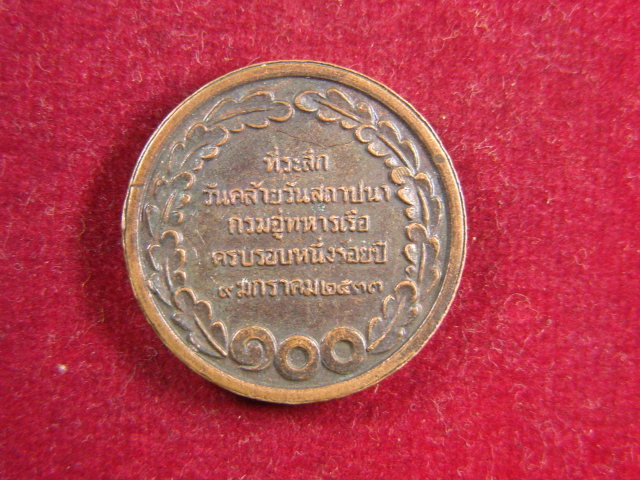 ที่ระลึก
วันคล้ายวันสถาปนา
กรมอู่ทหารเรือ
ครบรอบหนึ่งร้อยปี
๙ มกราคม ๒๕๓๓
๑๐๐